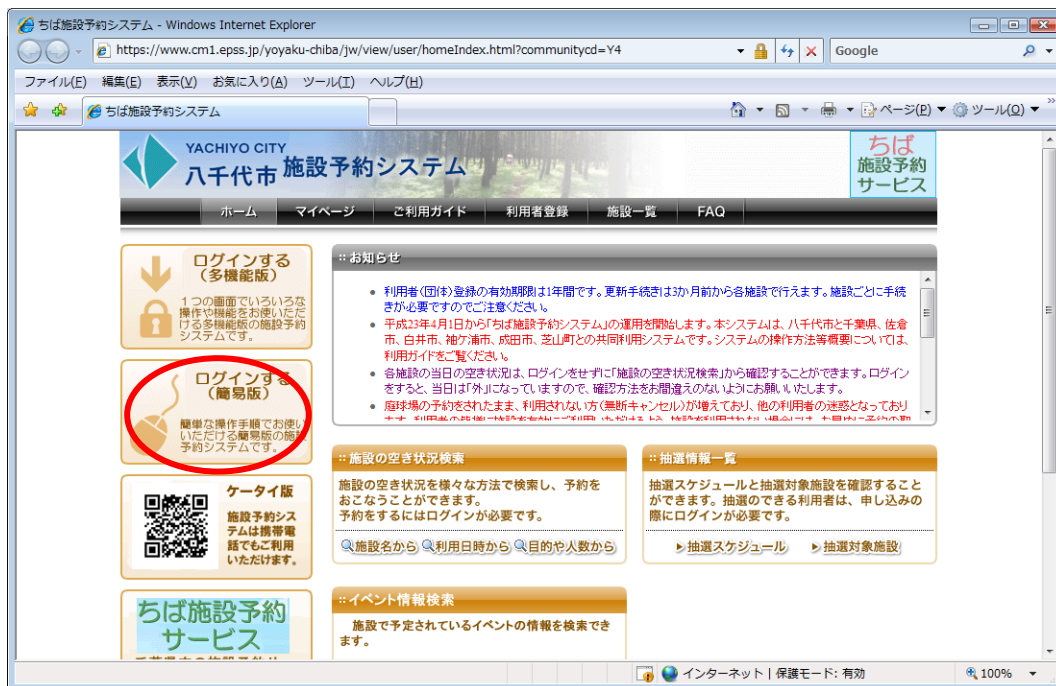 ちば施設予約システム - Windows Internet Explorer
https://www.cm1.epss.jp/yoyaku-chiba/jw/view/user/homeIndex.html?communitycd=Y4
Google
ファイル(F) 編集(E) 表示(V) お気に入り(A) ツール(T) ヘルプ(H)
ちば施設予約システム
ページ(P) ツール(O)
YACHIYO CITY
八千代市 施設予約システム
ちば
施設予約
サービス
ホーム マイページ ご利用ガイド 利用者登録 施設一覧 FAQ
ログインする
(多機能版)
1つの画面でいろいろな
操作や機能をお使いただ
ける多機能版の施設予約
システムです。
ログインする
(簡易版)
簡単な操作手順でお使い
いただける簡易版の施設
予約システムです。
ケータイ版
施設予約シス
テムは携帯電
話でもご利用
いただけます。
ちば施設予約
サービス
お知らせ
利用者(団体)登録の有効期限は1年間です。更新手続きは3か月前から各施設で行えます。施設ごとに手続
きが必要ですのでご注意ください。
平成23年4月1日から「ちば施設予約システム」の運用を開始します。本システムは、八千代市と千葉県、佐倉
市、白井市、袖ケ浦市、成田市、芝山町との共同利用システムです。システムの操作方法等概要については、
利用ガイドをご覧ください。
各施設の当日の空き状況は、ログインをせずに「施設の空き状況検索」から確認することができます。ログイン
をすると、当日は「外」になっていますので、確認方法をお間違えのないようにお願いいたします。
庭球場の予約をされたまま、利用されない方(無断キャンセル)が増えており、他の利用者の迷惑となっており
施設の空き状況検索
施設の空き状況を様々な方法で検索し、予約を
おこなうことができます。
予約をするにはログインが必要です。
施設名から 利用日時から 目的や人数から
抽選情報一覧
抽選スケジュールと抽選対象施設を確認すること
ができます。抽選のできる利用者は、申し込みの
際にログインが必要です。
抽選スケジュール 抽選対象施設
イベント情報検索
施設で予定されているイベントの情報を検索でき
ます。
インターネット | 保護モード: 有効
100%